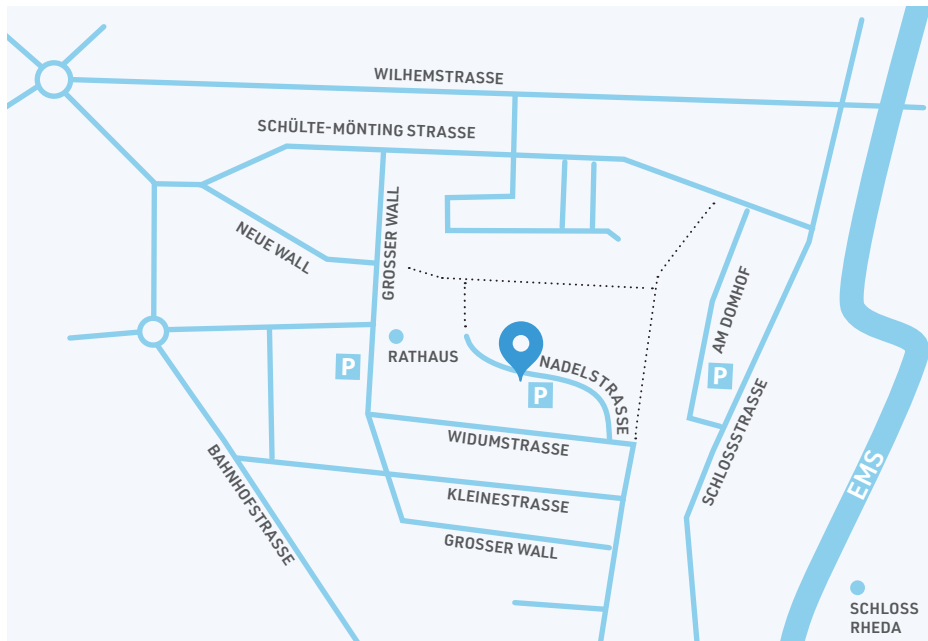 WILHEMSTRASSE
SCHÜLTE-MÖNTING STRASSE
GROSSER WALL
NEUE WALL
AM DOMHOF
RATHAUS
P
NADELSTRASSE
P
P
SCHLOSSSTRASSE
WIDUMSTRASSE
BAHNHOFSTRASSE
EMS
KLEINESTRASSE
GROSSER WALL
SCHLOSS
RHEDA